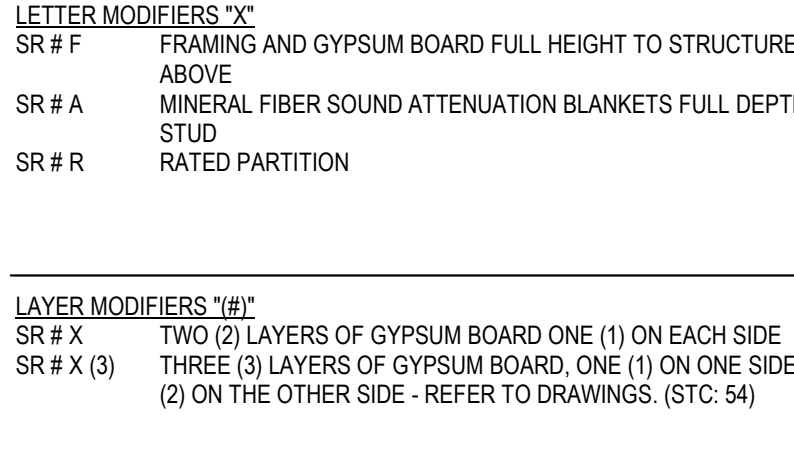 LETTER MODIFIERS "X"
SR # F FRAMING AND GYPSUM BOARD FULL HEIGHT TO STRUCTURE
ABOVE
SR # A MINERAL FIBER SOUND ATTENUATION BLANKETS FULL
STUD
SR # R RATED PARTITION
LAYER MODIFIERS "(#)"
SR # X TWO (2) LAYERS OF GYPSUM BOARD ONE (1) ON EACH SIDE
SR # X (3) THREE (3) LAYERS OF GYPSUM BOARD, ONE (1) ON ONE SIDE
(2) ON THE OTHER SIDE - REFER TO DRAWINGS. (STC: 54)